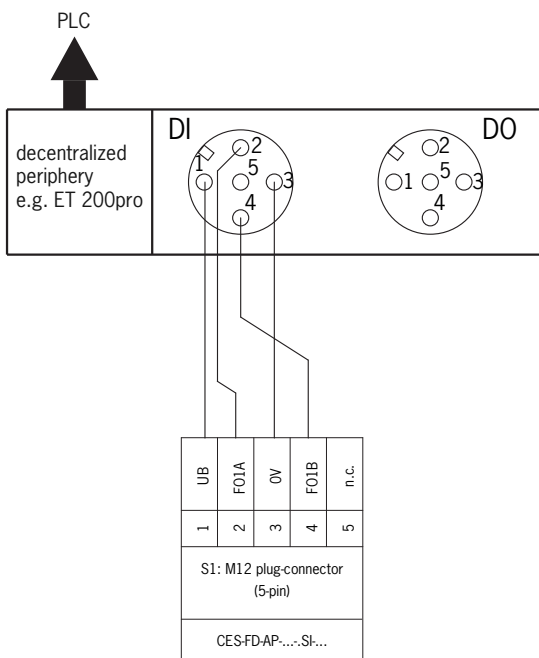 PLC
DI
DO
decentralized
periphery
e.g. ET 200pro
1
2
5
3
4
2
1
5
3
4
UB
FO1A
0V
FO1B
n.c.
1
2
3
4
5
S1: M12 plug-connector
(5-pin)
CES-FD-AP-...-.SI-...